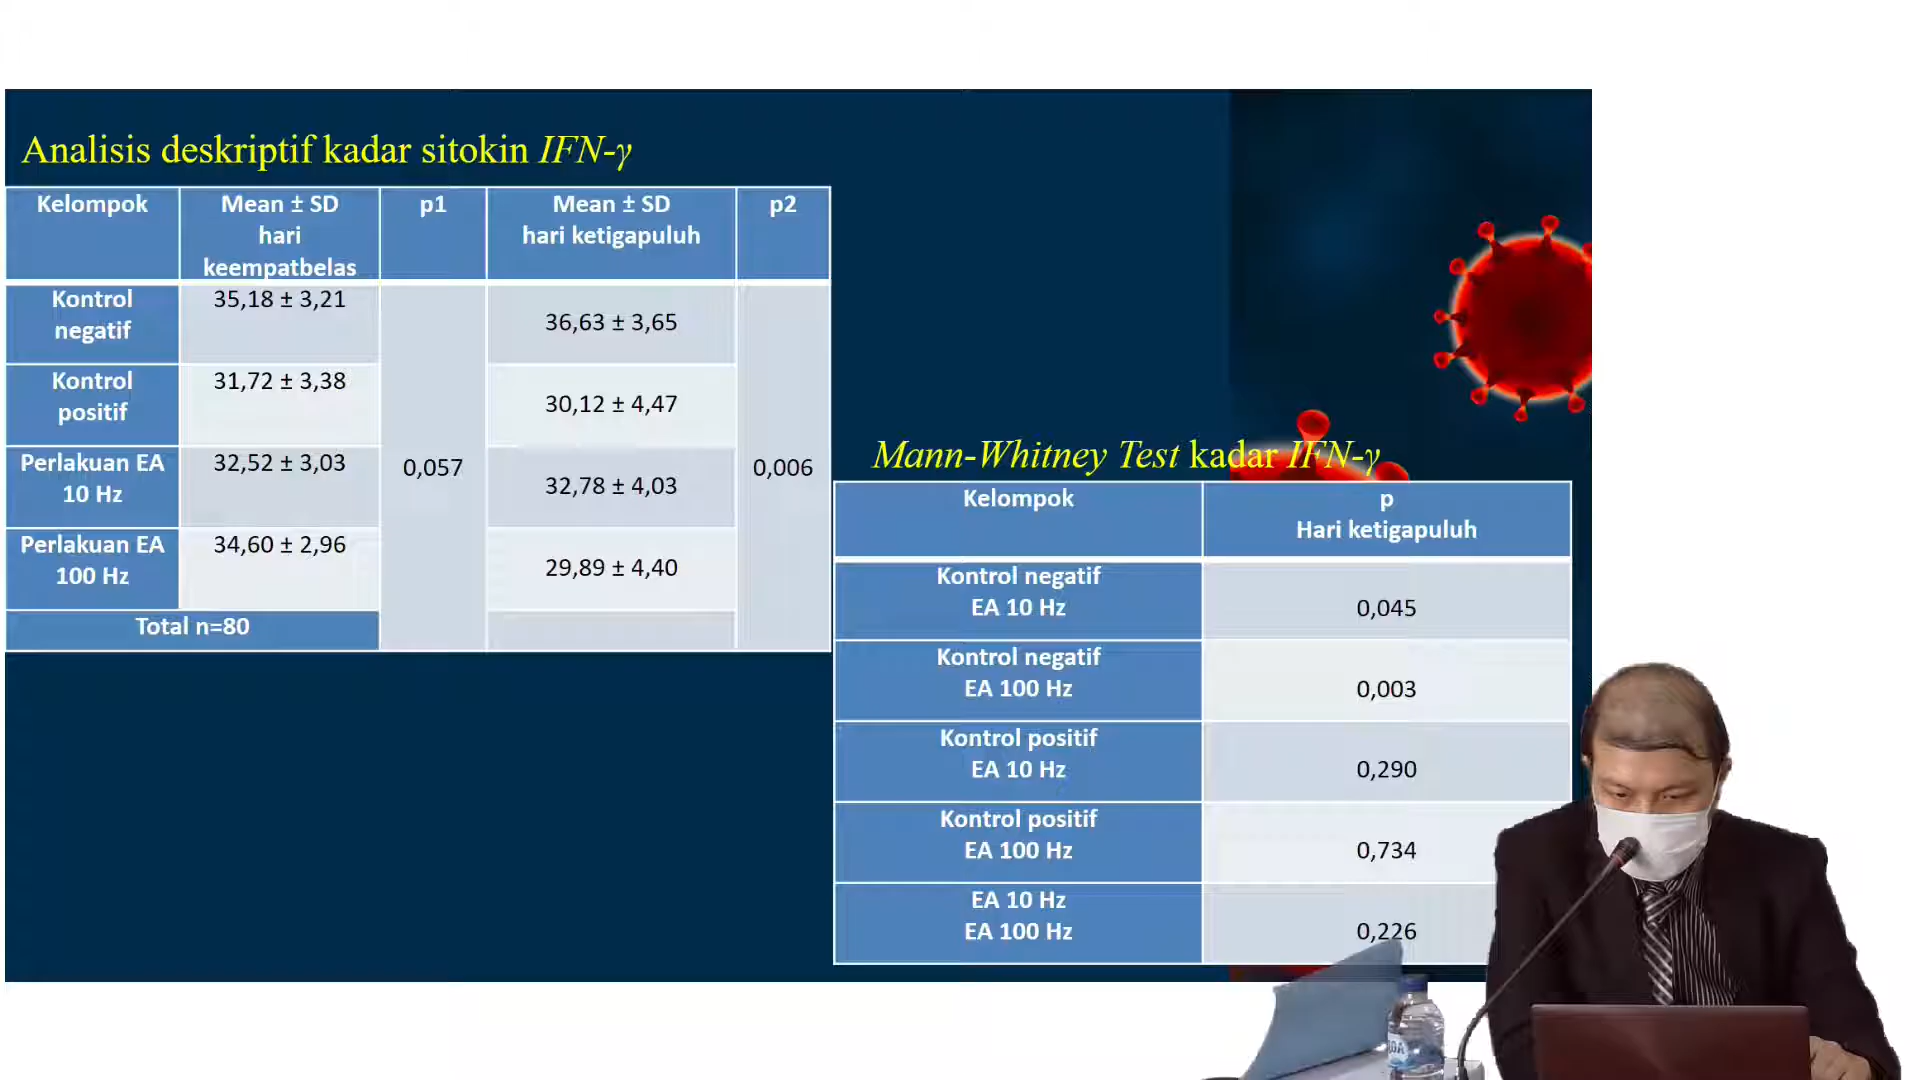 Analisis deskriptif kadar sitokin IFN-γ
Kelompok
Mean ± SD
hari
keempatbelas
p1
Mean ± SD
hari ketigapuluh
p2
Kontrol
negatif
35,18 ± 3,21
36,63 ± 3,65
Kontrol
positif
31,72 ± 3,38
30,12 ± 4,47
Perlakuan EA
10 Hz
32,52 ± 3,03
0,057
32,78 ± 4,03
0,006
Perlakuan EA
100 Hz
34,60 ± 2,96
29,89 ± 4,40
Total n=80
Mann-Whitney Test kadar IFN-γ
Kelompok
p
Hari ketigapuluh
Kontrol negatif
EA 10 Hz
0,045
Kontrol negatif
EA 100 Hz
0,003
Kontrol positif
EA 10 Hz
0,290
Kontrol positif
EA 100 Hz
0,734
EA 10 Hz
EA 100 Hz
0,226